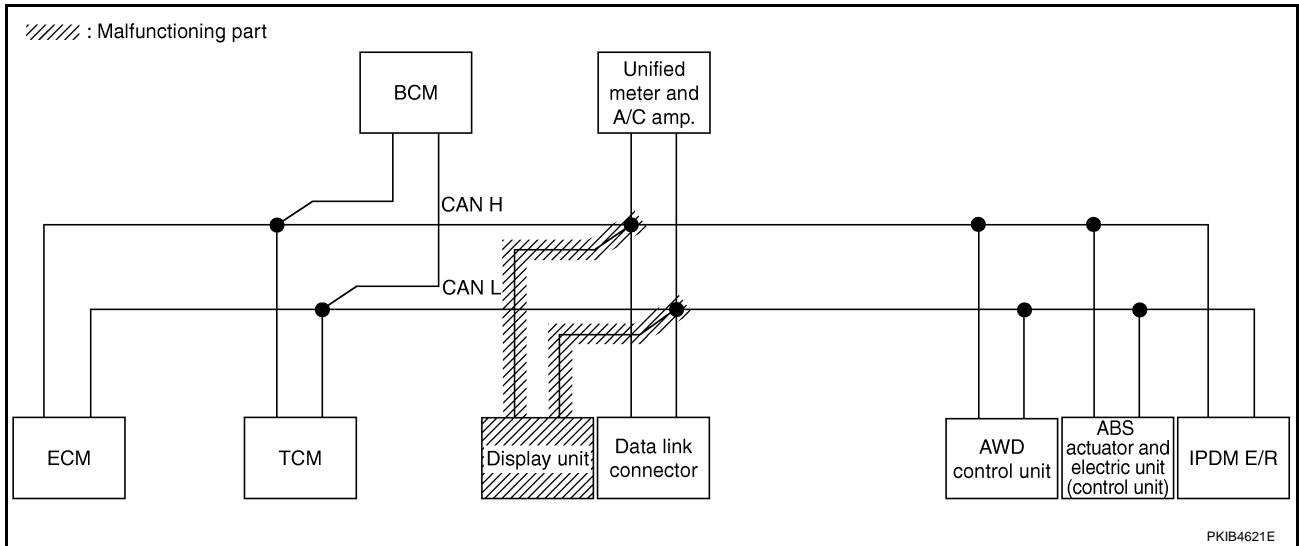 : Malfunctioning part
BCM
Unified
meter and
A/C amp.
CAN H
CAN L
ECM
TCM
Display unit
Data link
connector
AWD
control unit
ABS
actuator and
electric unit
(control unit)
IPDM E/R
PKIB4621E